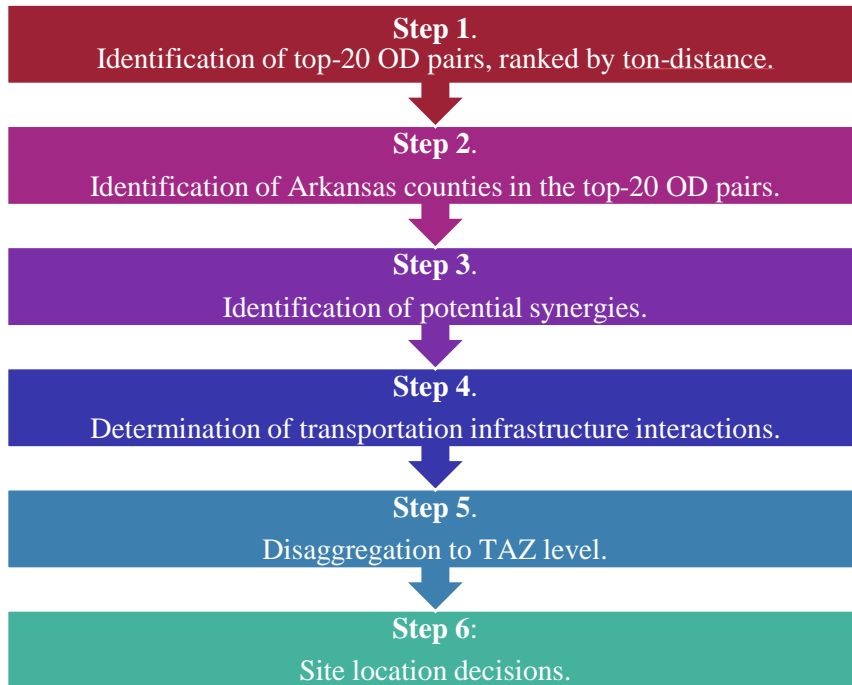 Step 1.
Identification of top-20 OD pairs, ranked by ton-distance.
Step 2.
Identification of Arkansas counties in the top-20 OD pairs.
Step 3.
Identification of potential synergies.
Step 4.
Determination of transportation infrastructure interactions.
Step 5.
Disaggregation to TAZ level.
Step 6:
Site location decisions.